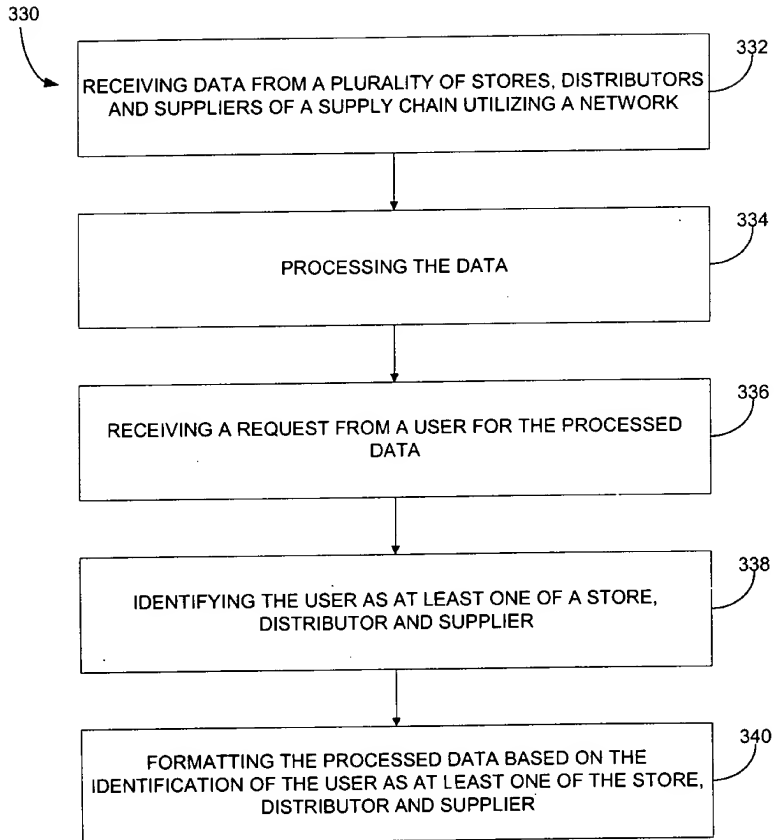 330
332
RECEIVING DATA FROM A PLURALITY OF STORES, DISTRIBUTORS
AND SUPPLIERS OF A SUPPLY CHAIN UTILIZING A NETWORK
334
PROCESSING THE DATA
336
RECEIVING A REQUEST FROM A USER FOR THE PROCESSED
DATA
338
IDENTIFYING THE USER AS AT LEAST ONE OF A STORE,
DISTRIBUTOR AND SUPPLIER
340
FORMATTING THE PROCESSED DATA BASED ON THE
IDENTIFICATION OF THE USER AS AT LEAST ONE OF THE STORE,
DISTRIBUTOR AND SUPPLIER